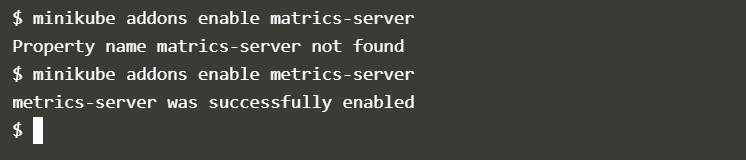 $ minikube addons enable matrics-server
Property name matrics-server not found
$ minikube addons enable metrics-server
metrics-server was successfully enabled
$